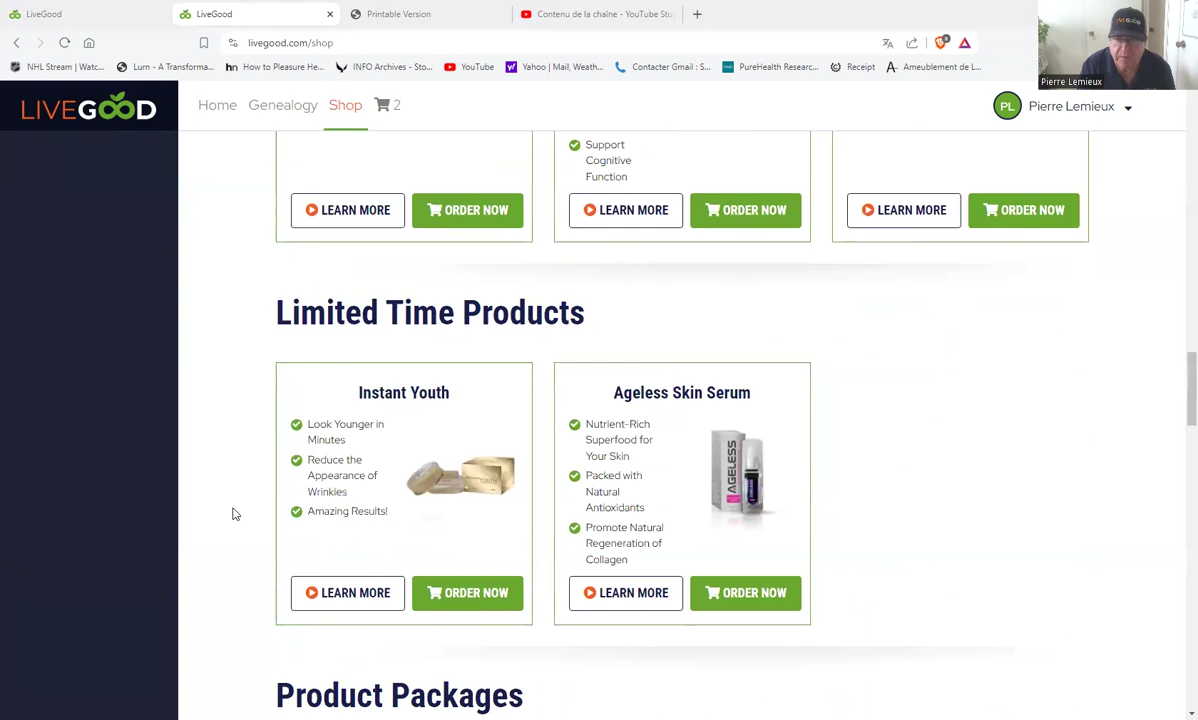 LiveGood
LiveGood
Printable Version
Contenu de la chaîne - YouTube Stu
livegood.com/shop
NHL Stream | Watc...
Lurn - A Transforma...
How to Pleasure He...
INFO Archives - Sto...
YouTube
Yahoo | Mail, Weath...
Contacter Gmail : S...
PureHealth Researc...
Receipt
Ameublement de L...
Pierre Lemieux
LIVEGOOD
Home
Genealogy
Shop
2
PL
Pierre Lemieux
Support
Cognitive
Function
LEARN MORE
ORDER NOW
LEARN MORE
ORDER NOW
LEARN MORE
ORDER NOW
Limited Time Products
Instant Youth
Look Younger in
Minutes
Reduce the
Appearance of
Wrinkles
Amazing Results!
LEARN MORE
ORDER NOW
Ageless Skin Serum
Nutrient-Rich
Superfood for
Your Skin
Packed with
Natural
Antioxidants
Promote Natural
Regeneration of
Collagen
AGELESS
LEARN MORE
ORDER NOW
Product Packages